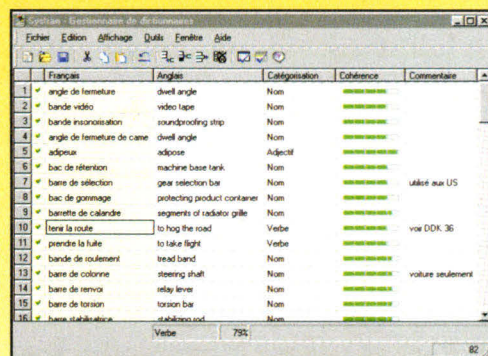 Systran - Gestionnaire de dictionnaires
Fichier Edition Affichage Outils Fenêtre Aide
Français Anglais Catégorisation Cohérence Commentaire
1 angle de fermeture dwell angle Nom
2 bande vidéo video tape Nom
3 bande insonorisation soundproofing strip Nom
4 angle de fermeture de came dwell angle Nom
5 adipeux adipose Adjectif
6 bac de rétention machine base tank Nom
7 barre de sélection gear selection bar Nom utilisé aux US
8 bac de gommage protecting product container Nom
9 barrette de calandre segments of radiator grille Nom
10 tenir la route to hog the road Verbe voir DDK 36
11 prendre la fuite to take flight Verbe
12 bande de roulement tread band Nom
13 barre de colonne steering shaft Nom voiture seulement
14 barre de renvoi relay lever Nom
15 barre de torsion torsion bar Nom
16 barre stabilisatrice stabilizing rod Nom
Verbe 79%
82